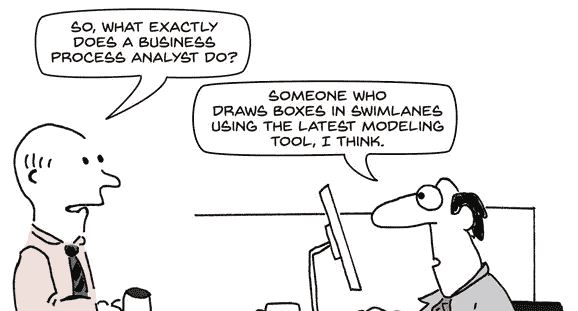 SO, WHAT EXACTLY
DOES A BUSINESS
PROCESS ANALYST DO?
SOMEONE WHO
DRAWS BOXES IN SWIMLANES
USING THE LATEST MODELING
TOOL, I THINK.